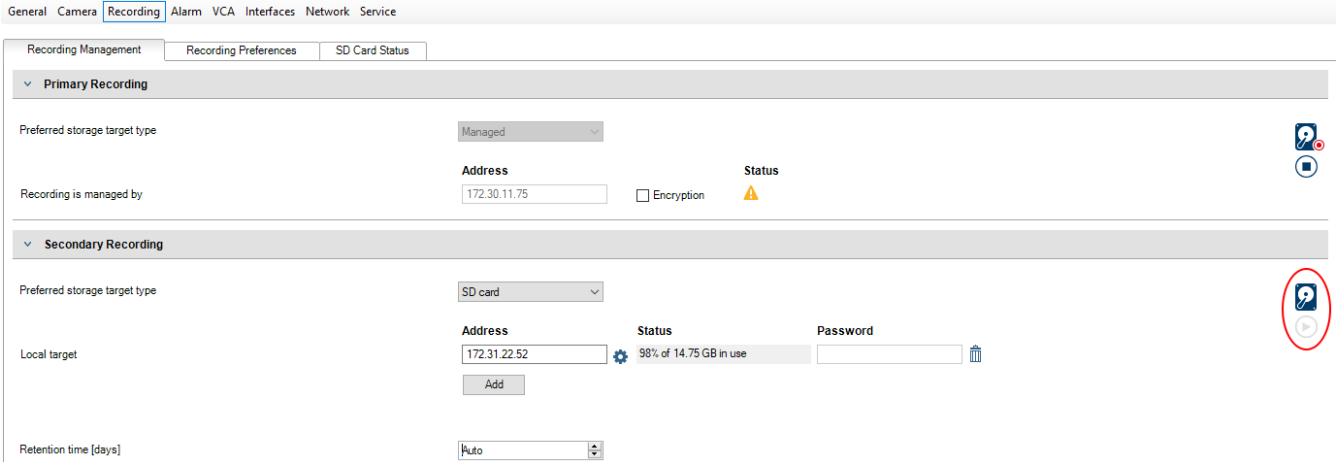 General Camera Recording Alarm VCA Interfaces Network Service
Recording Management Recording Preferences SD Card Status
Primary Recording
Preferred storage target type Managed
Address Status
Recording is managed by 172.30.11.75 Encryption
Secondary Recording
Preferred storage target type SD card
Address Status Password
Local target 172.31.22.52 98% of 14.75 GB in use
Add
Retention time [days] Auto